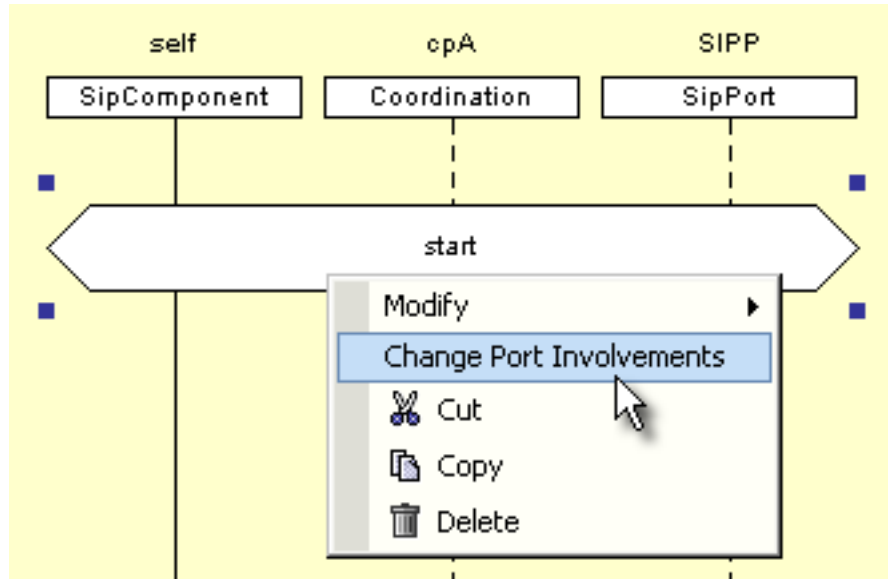 self cpA SIPP
SipComponent Coordination SipPort
start
Modify
Change Port Involvements
Cut
Copy
Delete